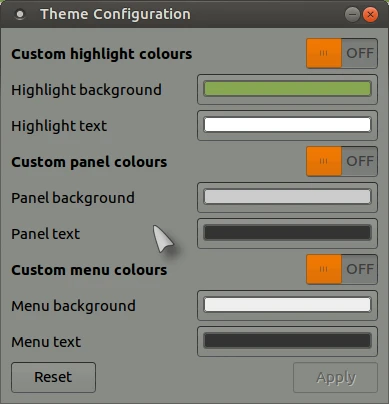 Theme Configuration
Custom highlight colours OFF
Highlight background
Highlight text
Custom panel colours OFF
Panel background
Panel text
Custom menu colours OFF
Menu background
Menu text
Reset Apply